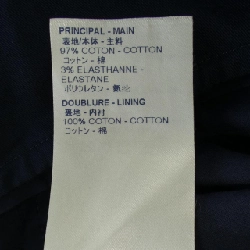 PRINCIPAL - MAIN
表地/本体 - 主料
97% COTON - COTTON
コットン - 棉
3% ELASTHANNE -
ELASTANE
ポリウレタン -
DOUBLURE - LINING
裏地 - 内衬
100% COTON - COTTON
コットン - 棉